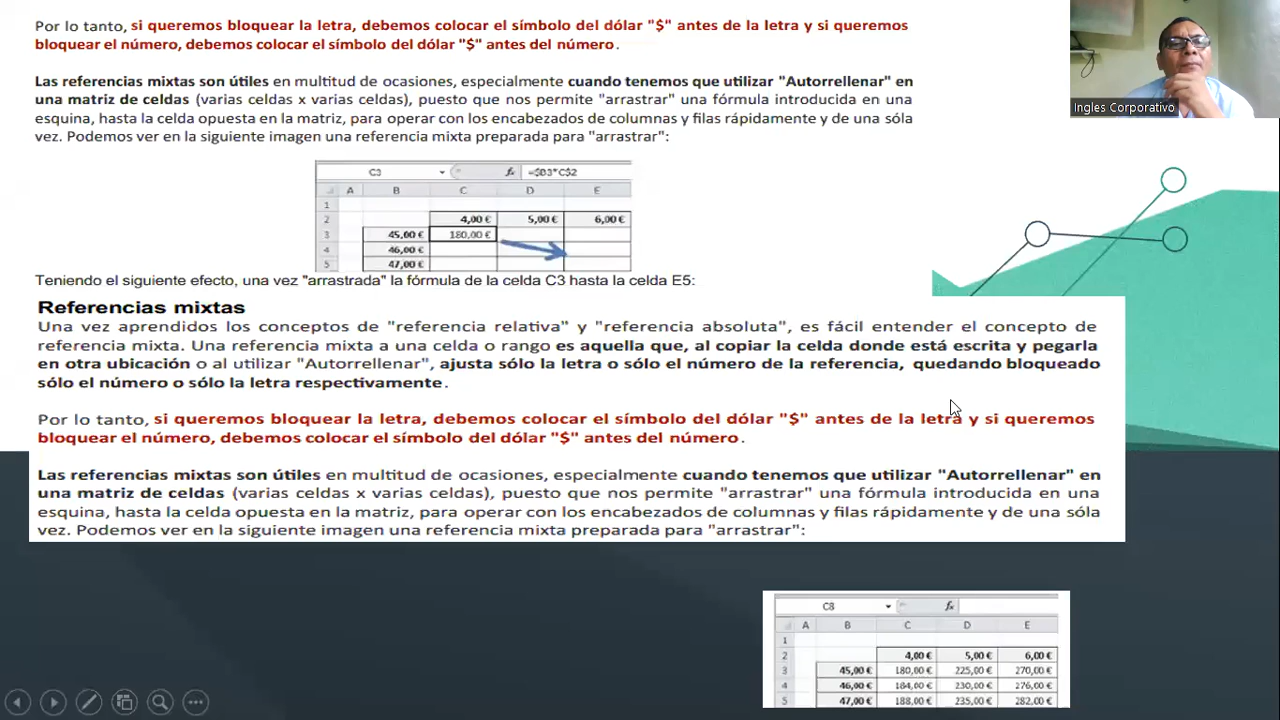 Por lo tanto, si queremos bloquear la letra, debemos colocar el símbolo del dólar "$" antes de la letra y si queremos
bloquear el número, debemos colocar el símbolo del dólar "$" antes del número.
Las referencias mixtas son útiles en multitud de ocasiones, especialmente cuando tenemos que utilizar "Autorrellenar" en
una matriz de celdas (varias celdas x varias celdas), puesto que nos permite "arrastrar" una fórmula introducida en una
esquina, hasta la celda opuesta en la matriz, para operar con los encabezados de columnas y filas rápidamente y de una sóla
vez. Podemos ver en la siguiente imagen una referencia mixta preparada para "arrastrar":
Ingles Corporativo
C3 fx =$B3*C$2
A B C D E
1
2 4,00 € 5,00 € 6,00 €
3 45,00 € 180,00 €
4 46,00 €
5 47,00 €
Teniendo el siguiente efecto, una vez "arrastrada" la fórmula de la celda C3 hasta la celda E5:
Referencias mixtas
Una vez aprendidos los conceptos de "referencia relativa" y "referencia absoluta", es fácil entender el concepto de
referencia mixta. Una referencia mixta a una celda o rango es aquella que, al copiar la celda donde está escrita y pegarla
en otra ubicación o al utilizar "Autorrellenar", ajusta sólo la letra o sólo el número de la referencia, quedando bloqueado
sólo el número o sólo la letra respectivamente.
Por lo tanto, si queremos bloquear la letra, debemos colocar el símbolo del dólar "$" antes de la letra y si queremos
bloquear el número, debemos colocar el símbolo del dólar "$" antes del número.
Las referencias mixtas son útiles en multitud de ocasiones, especialmente cuando tenemos que utilizar "Autorrellenar" en
una matriz de celdas (varias celdas x varias celdas), puesto que nos permite "arrastrar" una fórmula introducida en una
esquina, hasta la celda opuesta en la matriz, para operar con los encabezados de columnas y filas rápidamente y de una sóla
vez. Podemos ver en la siguiente imagen una referencia mixta preparada para "arrastrar":
C8 fx
A B C D E
1
2 4,00 € 5,00 € 6,00 €
3 45,00 € 180,00 € 225,00 € 270,00 €
4 46,00 € 184,00 € 230,00 € 276,00 €
5 47,00 € 188,00 € 235,00 € 282,00 €